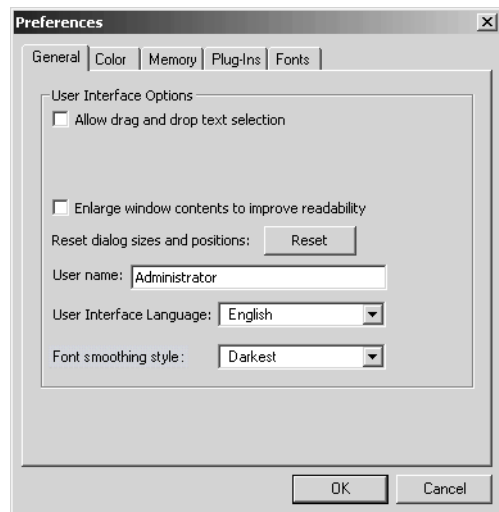 Preferences
General Color Memory Plug-Ins Fonts
User Interface Options
Allow drag and drop text selection
Enlarge window contents to improve readability
Reset dialog sizes and positions: Reset
User name: Administrator
User Interface Language: English
Font smoothing style: Darkest
OK Cancel